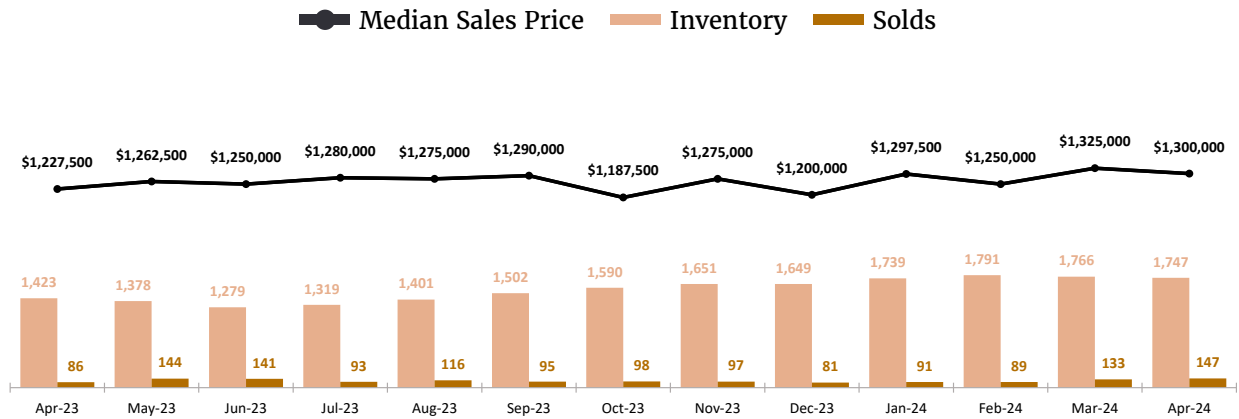 Median Sales Price Inventory Solds
$1,227,500 $1,262,500 $1,250,000 $1,280,000 $1,275,000 $1,290,000 $1,187,500 $1,275,000 $1,200,000 $1,297,500 $1,250,000 $1,325,000 $1,300,000
1,423 1,378 1,279 1,319 1,401 1,502 1,590 1,651 1,649 1,739 1,791 1,766 1,747
86 144 141 93 116 95 98 97 81 91 89 133 147
Apr-23 May-23 Jun-23 Jul-23 Aug-23 Sep-23 Oct-23 Nov-23 Dec-23 Jan-24 Feb-24 Mar-24 Apr-24